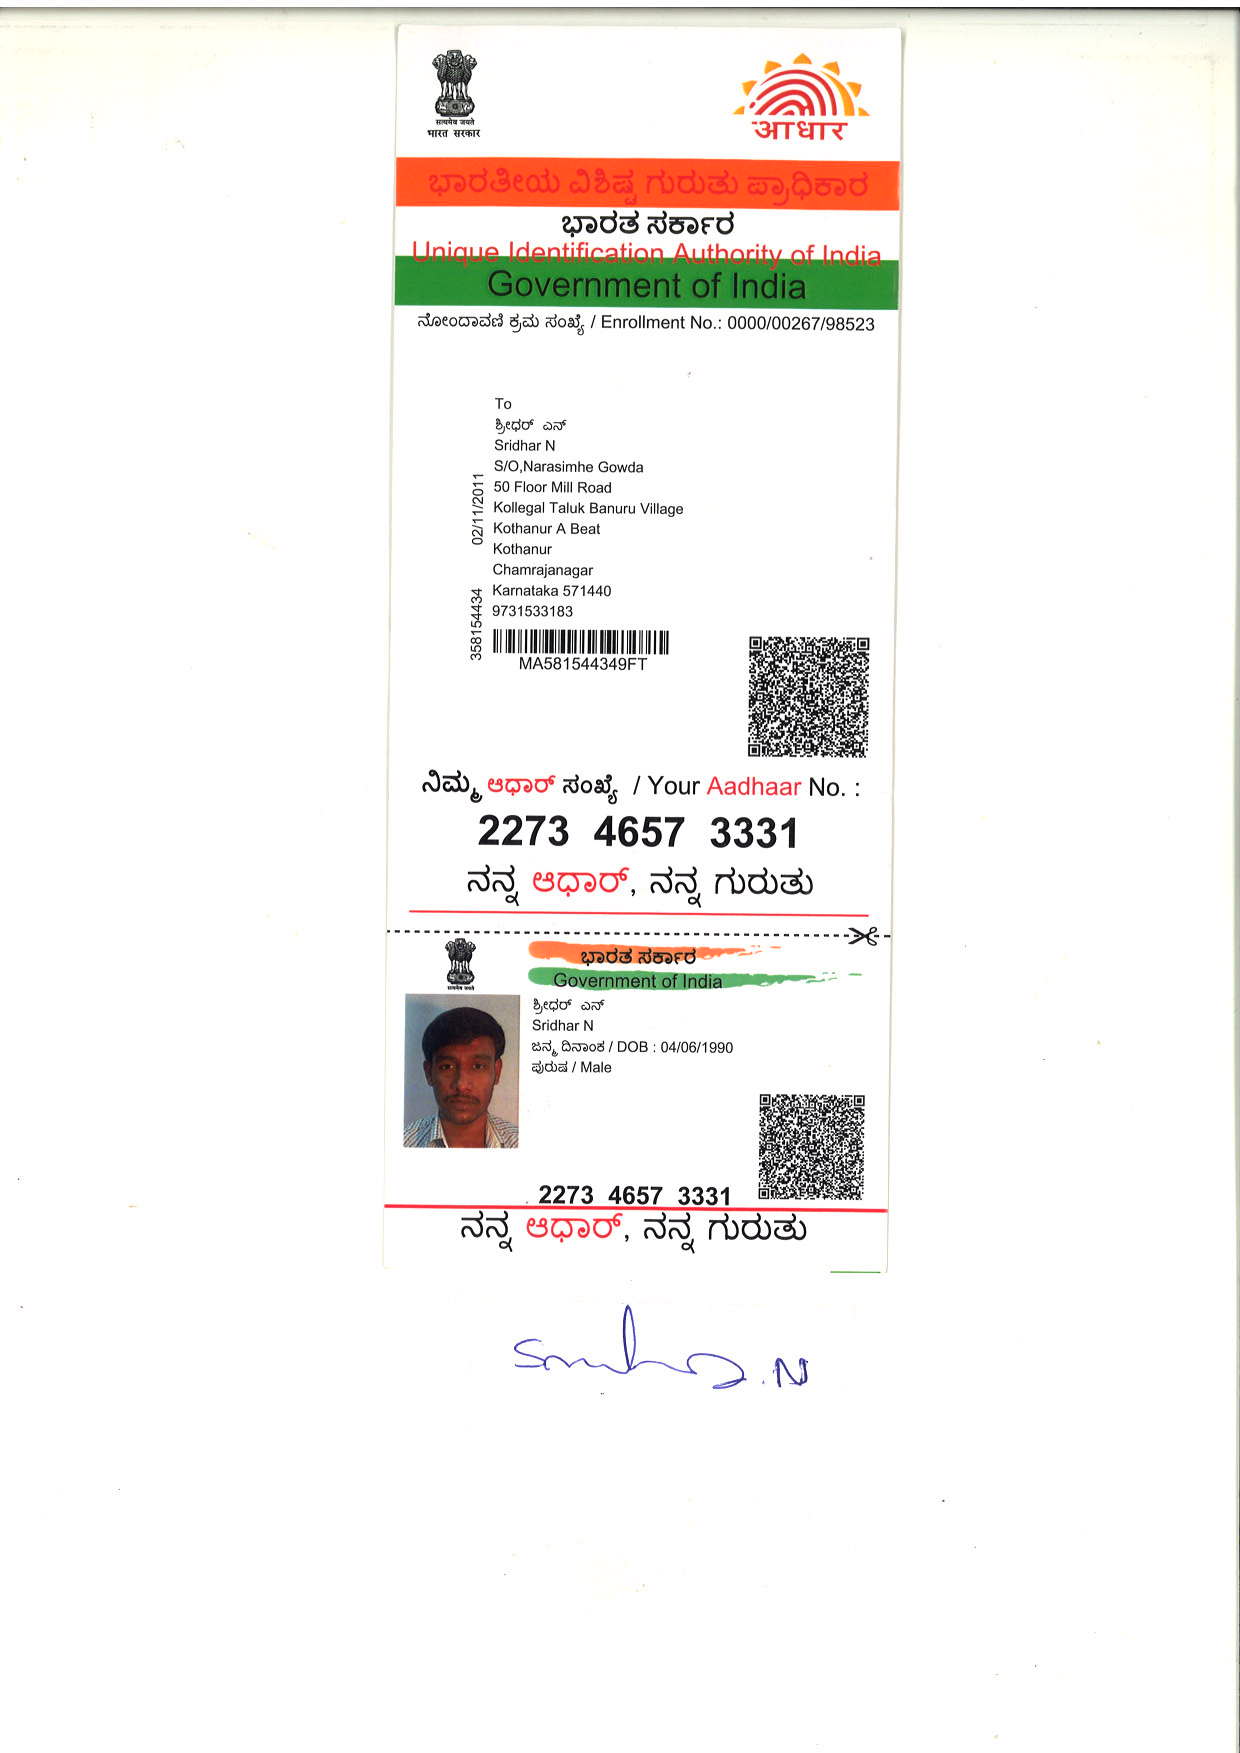 सत्यमेव जयते
भारत सरकार
आधार
ಭಾರತೀಯ ವಿಶಿಷ್ಟ ಗುರುತು ಪ್ರಾಧಿಕಾರ
ಭಾರತ ಸರ್ಕಾರ
Unique Identification Authority of India
Government of India
ನೋಂದಾವಣಿ ಕ್ರಮ ಸಂಖ್ಯೆ / Enrollment No.: 0000/00267/98523
To
ಶ್ರೀಧರ್ ಎನ್
Sridhar N
S/O,Narasimhe Gowda
50 Floor Mill Road
Kollegal Taluk Banuru Village
Kothanur A Beat
Kothanur
Chamrajanagar
Karnataka 571440
9731533183
02/11/2011
358154434
MA581544349FT
ನಿಮ್ಮ ಆಧಾರ್ ಸಂಖ್ಯೆ / Your Aadhaar No. :
2273 4657 3331
ನನ್ನ ಆಧಾರ್, ನನ್ನ ಗುರುತು
सत्यमेव जयते
ಭಾರತ ಸರ್ಕಾರ
Government of India
ಶ್ರೀಧರ್ ಎನ್
Sridhar N
ಜನ್ಮ ದಿನಾಂಕ / DOB : 04/06/1990
ಪುರುಷ / Male
2273 4657 3331
ನನ್ನ ಆಧಾರ್, ನನ್ನ ಗುರುತು